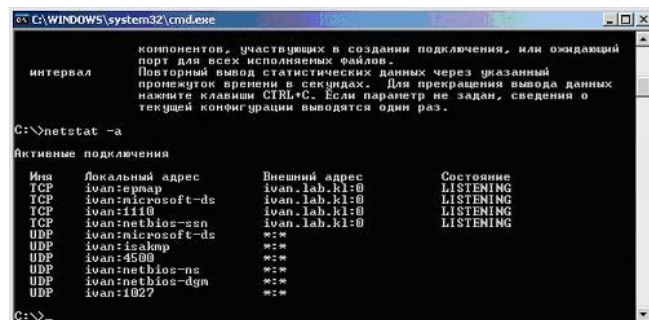 C:\WINDOWS\system32\cmd.exe
компонентов, участвующих в создании подключения, или ожидающий
порт для всех исполняемых файлов.
интервал Повторный вывод статистических данных через указанный
промежуток времени в секундах. Для прекращения вывода данных
нажмите клавиши CTRL+C. Если параметр не задан, сведения о
текущей конфигурации выводятся один раз.
C:\>netstat -a
Активные подключения
Имя Локальный адрес Внешний адрес Состояние
TCP ivan:epmap ivan.lab.kl:0 LISTENING
TCP ivan:microsoft-ds ivan.lab.kl:0 LISTENING
TCP ivan:1110 ivan.lab.kl:0 LISTENING
TCP ivan:netbios-ssn ivan.lab.kl:0 LISTENING
UDP ivan:microsoft-ds *:*
UDP ivan:isakmp *:*
UDP ivan:4500 *:*
UDP ivan:netbios-ns *:*
UDP ivan:netbios-dgm *:*
UDP ivan:1027 *:*
C:\>_